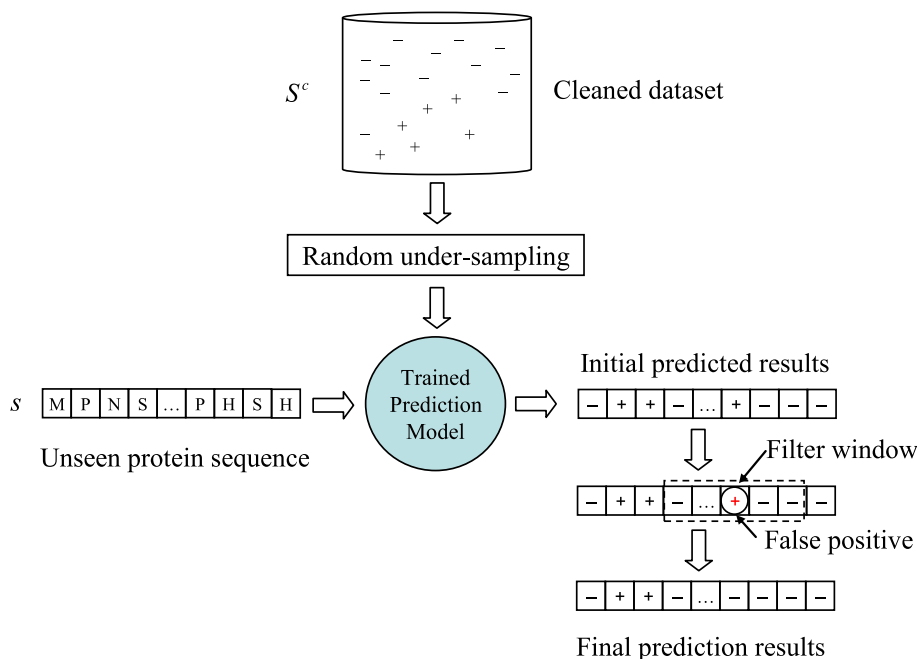 S^c
Cleaned dataset
Random under-sampling
Trained
Prediction
Model
s
M P N S ... P H S H
Unseen protein sequence
Initial predicted results
– + + – ... + – – –
Filter window
– + + – ... + – – –
False positive
– + + – ... – – – –
Final prediction results